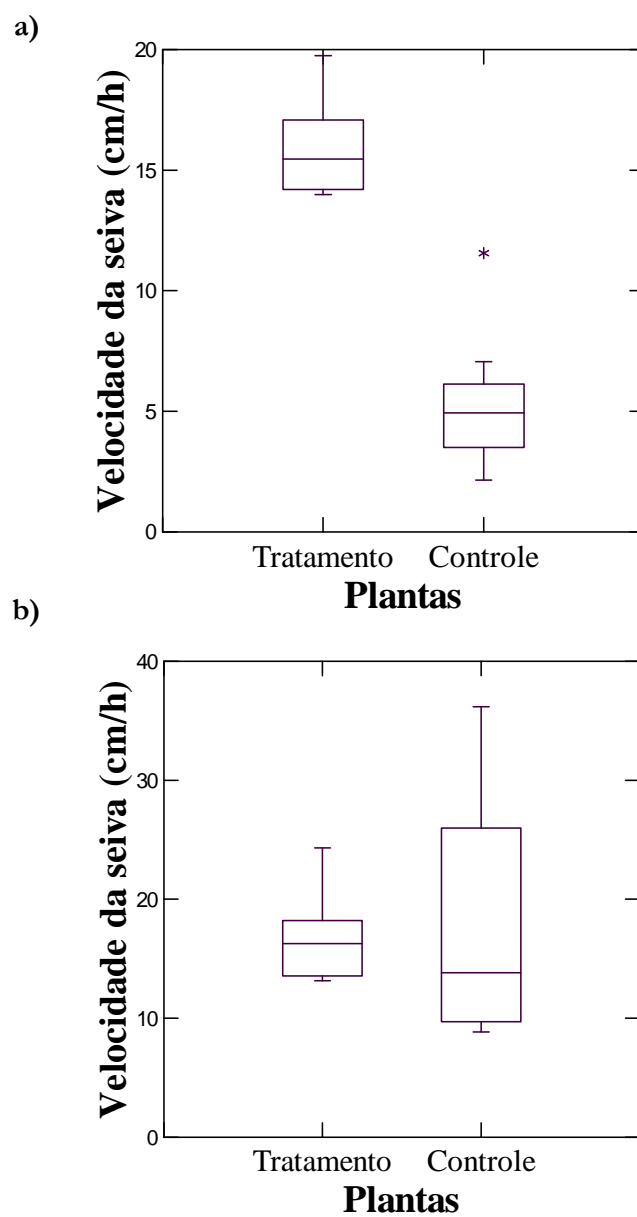 a)
Velocidade da seiva (cm/h)
20
15
10
5
0
*
Tratamento Controle
Plantas
b)
Velocidade da seiva (cm/h)
40
30
20
10
0
Tratamento Controle
Plantas